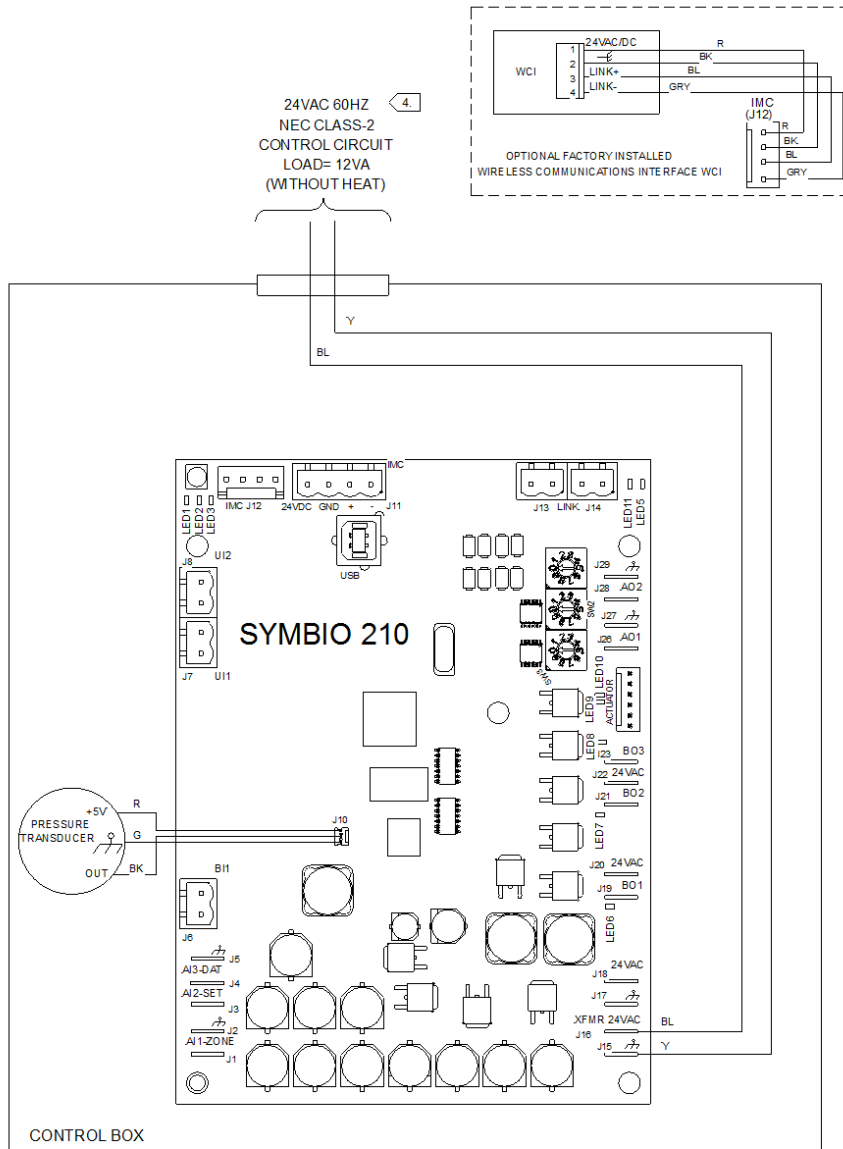 24VAC/DC
R
1
BK
WCI
2
LINK+
BL
3
LINK-
GRY
4
IMC
(J12)
R
BK
BL
GRY
OPTIONAL FACTORY INSTALLED
WIRELESS COMMUNICATIONS INTERFACE WCI
24VAC 60HZ
4.
NEC CLASS-2
CONTROL CIRCUIT
LOAD= 12VA
(WITHOUT HEAT)
Y
BL
IMC
LED1
LED2
LED3
IMC J12
24VDC GND + -
J11
J13 LINK J14
LED11
LED5
USB
J8 UI2
J7 UI1
SYMBIO 210
SW2
SW3
J29
J28 AO2
J27
J26 AO1
LED10
LED9
ACTUATOR
LED8
J23 BO3
J22 24VAC
J21 BO2
LED7
J20 24VAC
J19 BO1
LED6
24VAC
J18
J17
XFMR 24VAC
J16
BL
J15
Y
J10
+5V
R
PRESSURE
TRANSDUCER
G
OUT
BK
BI1
J6
J5
AI3-DAT
J4
AI2-SET
J3
J2
AI1-ZONE
J1
CONTROL BOX